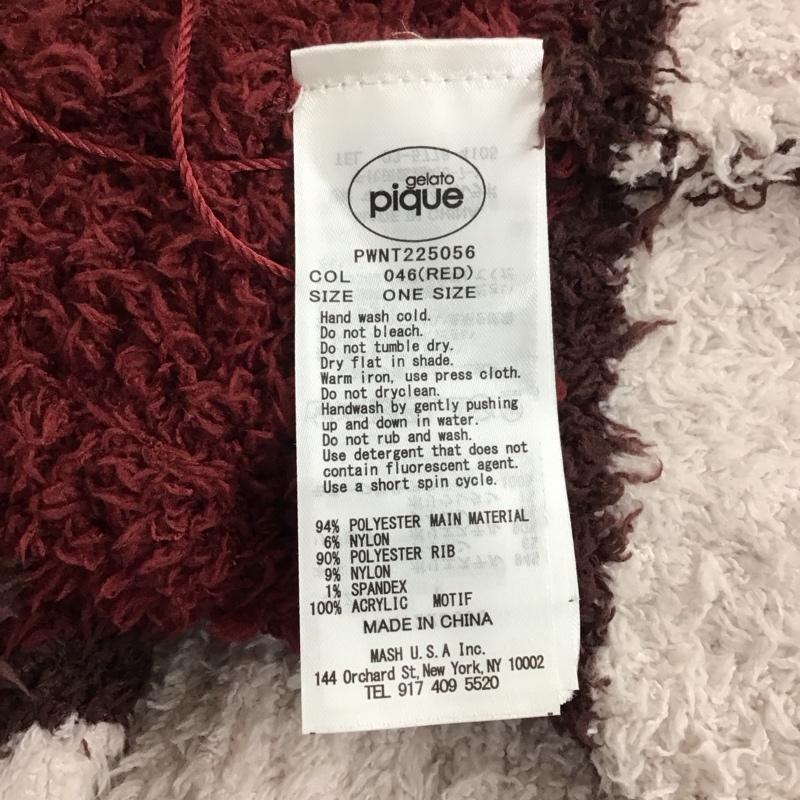 gelato
pique
PWNT225056
COL 046(RED)
SIZE ONE SIZE
Hand wash cold.
Do not bleach.
Do not tumble dry.
Dry flat in shade.
Warm iron, use press cloth.
Do not dryclean.
Handwash by gently pushing
up and down in water.
Do not rub and wash.
Use detergent that does not
contain fluorescent agent.
Use a short spin cycle.
94% POLYESTER MAIN MATERIAL
6% NYLON
90% POLYESTER RIB
9% NYLON
1% SPANDEX
100% ACRYLIC MOTIF
MADE IN CHINA
MASH U.S.A Inc.
144 Orchard St, New York, NY 10002
TEL 917 409 5520